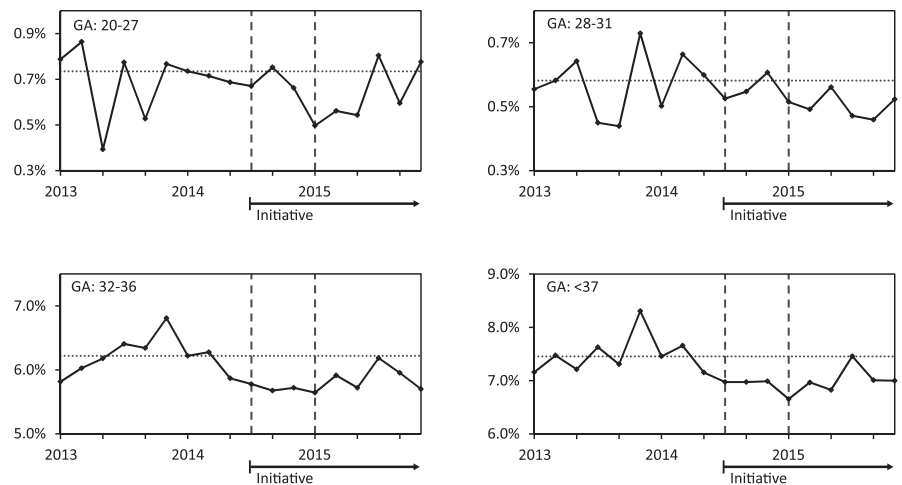 GA: 20-27
0.9%
0.7%
0.5%
0.3%
2013 2014 2015
Initiative
GA: 28-31
0.7%
0.5%
0.3%
2013 2014 2015
Initiative
GA: 32-36
7.0%
6.0%
5.0%
2013 2014 2015
Initiative
GA: <37
9.0%
8.0%
7.0%
6.0%
2013 2014 2015
Initiative